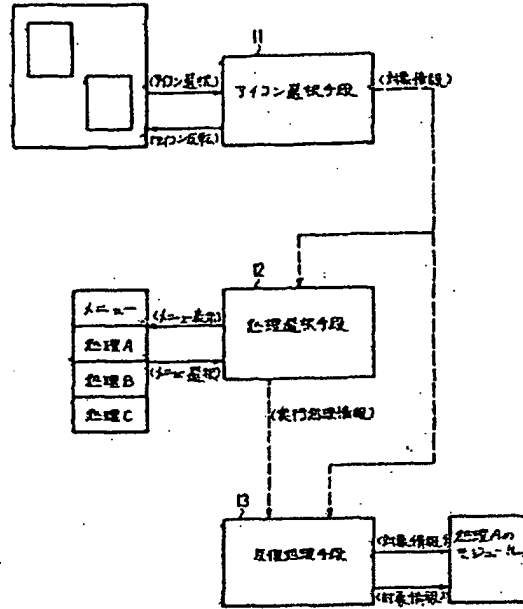 11
(アイコン選択)
アイコン選択手段
(対象情報)
(アイコン反転)
12
メニュー
(メニュー表示)
処理選択手段
処理A
(メニュー選択)
処理B
処理C
(実行処理情報)
13
反復処理手段
(対象情報)
処理Aの
モジュール
(対象情報)